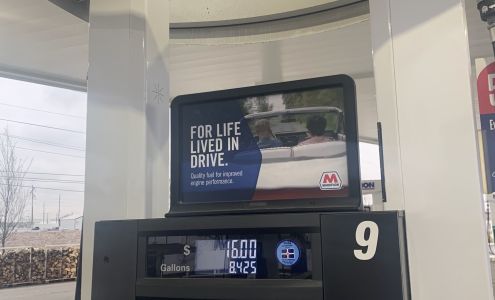 FOR LIFE
LIVED IN
DRIVE.
Quality fuel for improved
engine performance.
M
$ 16.00
Gallons 8.425
9